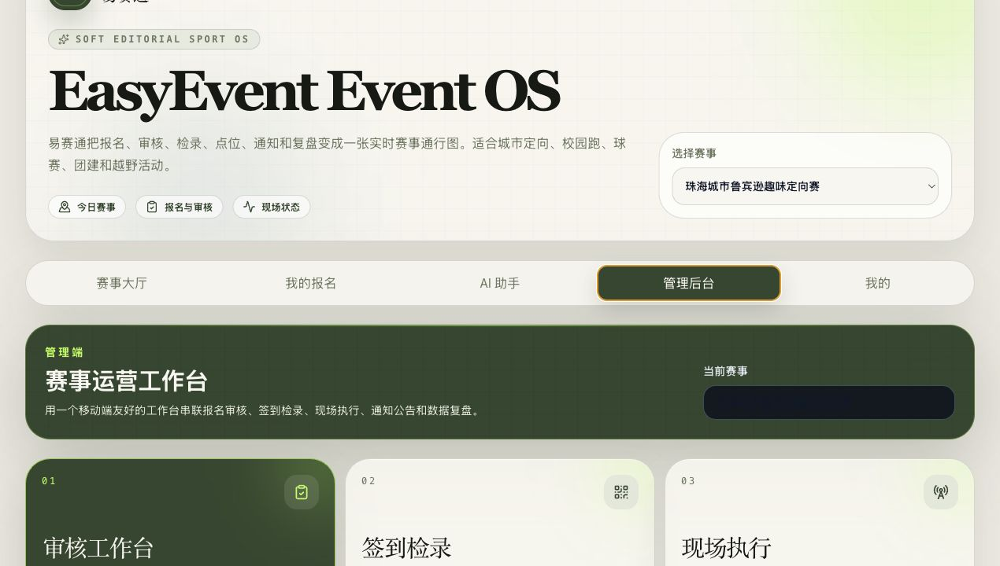 SOFT EDITORIAL SPORT OS
EasyEvent Event OS
易赛通把报名、审核、检录、点位、通知和复盘变成一张实时赛事通行图。适合城市定向、校园跑、球
赛、团建和越野活动。
今日赛事
报名与审核
现场状态
选择赛事
珠海城市鲁宾逊趣味定向赛
赛事大厅
我的报名
AI 助手
管理后台
我的
管理端
赛事运营工作台
用一个移动端友好的工作台串联报名审核、签到检录、现场执行、通知公告和数据复盘。
当前赛事
01
审核工作台
02
签到检录
03
现场执行